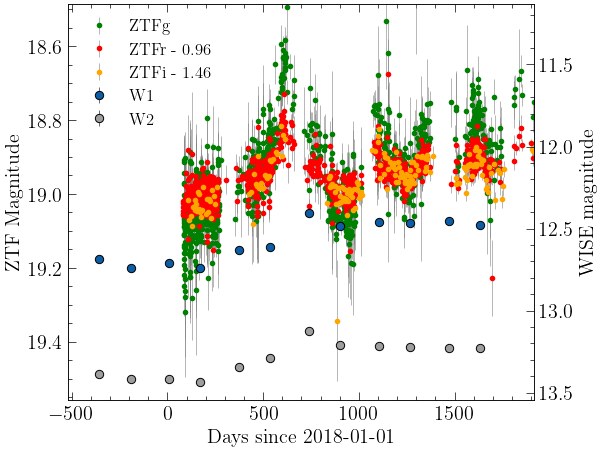 ZTFg
ZTFr - 0.96
ZTFi - 1.46
W1
W2
18.6
18.8
19.0
19.2
19.4
ZTF Magnitude
11.5
12.0
12.5
13.0
13.5
WISE magnitude
−500
0
500
1000
1500
Days since 2018-01-01